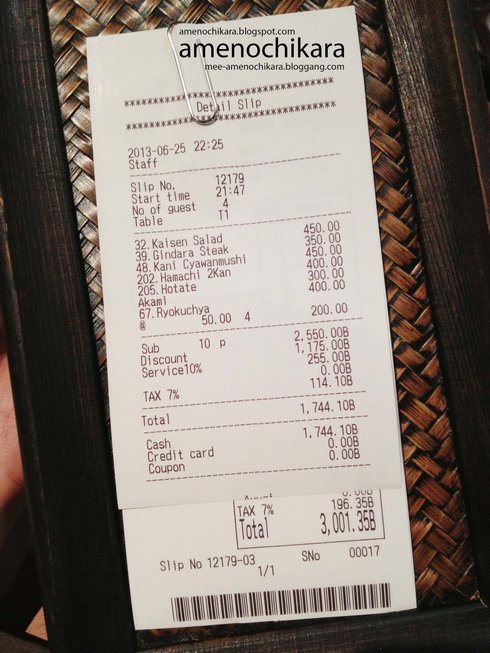 amenochikara.blogspot.com
amenochikara
mee-amenochikara.bloggang.com
********************************
Detail Slip
********************************
2013-06-25 22:25
Staff
Slip No, 12179
Start time 21:47
No of guest 4
Table T1
32.Kaisen Salad 450.00
39.Gindara Steak 350.00
48.Kani Cyawanmushi 450.00
202.Hamachi 2Kan 400.00
205.Hotate 300.00
Akami 400.00
67.Ryokuchya
@ 50.00 4 200.00
Sub 10 p 2,550.00B
Discount 1,175.00B
Service10% 255.00B
0.00B
TAX 7% 114.10B
Total 1,744.10B
Cash 1,744.10B
Credit card 0.00B
Coupon 0.00B
0.00B
TAX 7% 196.35B
Total 3,001.35B
Slip No 12179-03 SNo 00017
1/1